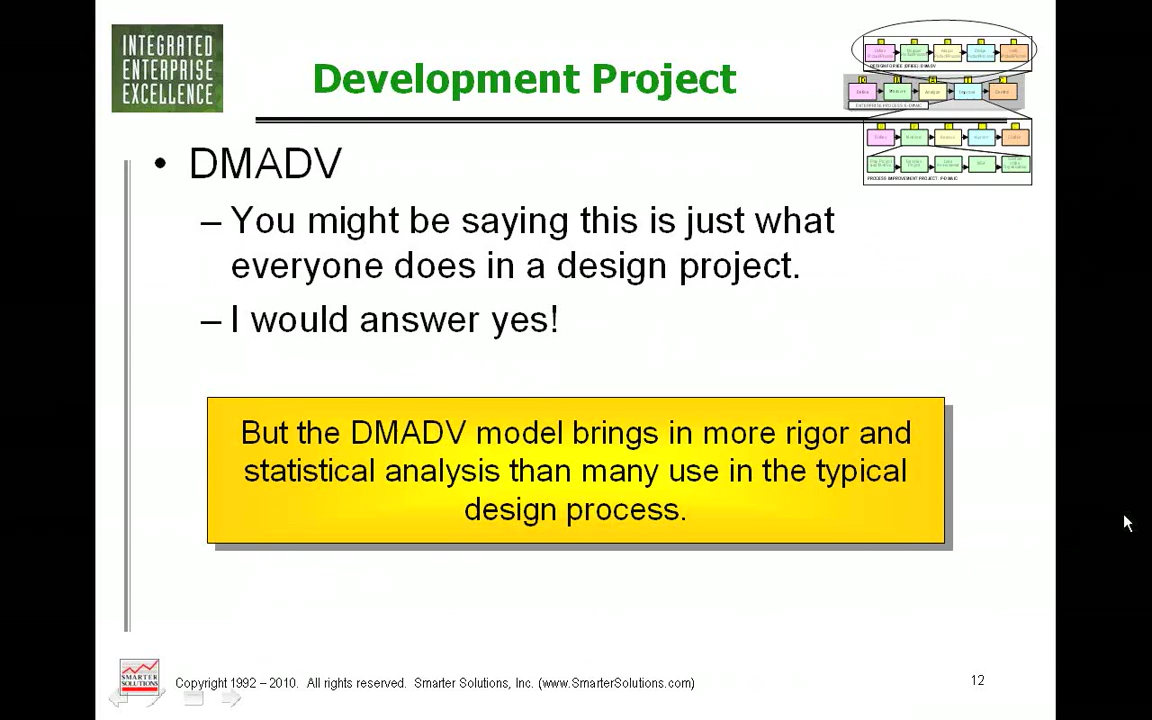 INTEGRATED
ENTERPRISE
EXCELLENCE
Development Project
• DMADV
– You might be saying this is just what
everyone does in a design project.
– I would answer yes!
But the DMADV model brings in more rigor and
statistical analysis than many use in the typical
design process.
SMARTER
SOLUTIONS
Copyright 1992 – 2010. All rights reserved. Smarter Solutions, Inc. (www.SmarterSolutions.com)
12